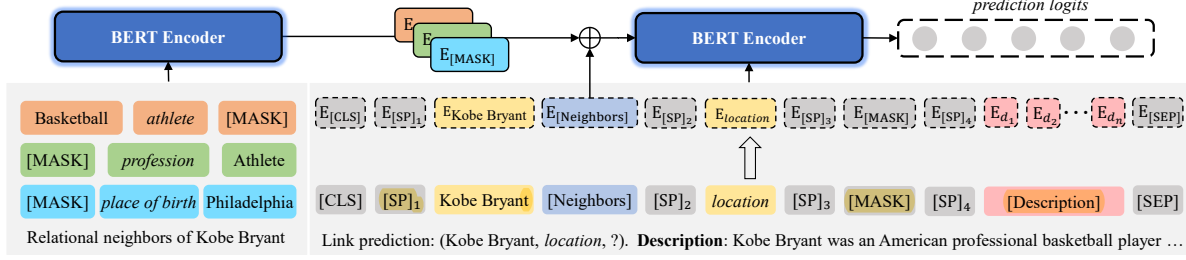 prediction logits
BERT Encoder
E
E
E[MASK]
BERT Encoder
E[CLS]
E[SP]1
EKobe Bryant
E[Neighbors]
E[SP]2
Elocation
E[SP]3
E[MASK]
E[SP]4
Ed1
Ed2
···
Edn
E[SEP]
Basketball athlete [MASK]
[MASK] profession Athlete
[MASK] place of birth Philadelphia
Relational neighbors of Kobe Bryant
[CLS] [SP]1 Kobe Bryant [Neighbors] [SP]2 location [SP]3 [MASK] [SP]4 [Description] [SEP]
Link prediction: (Kobe Bryant, location, ?). Description: Kobe Bryant was an American professional basketball player …